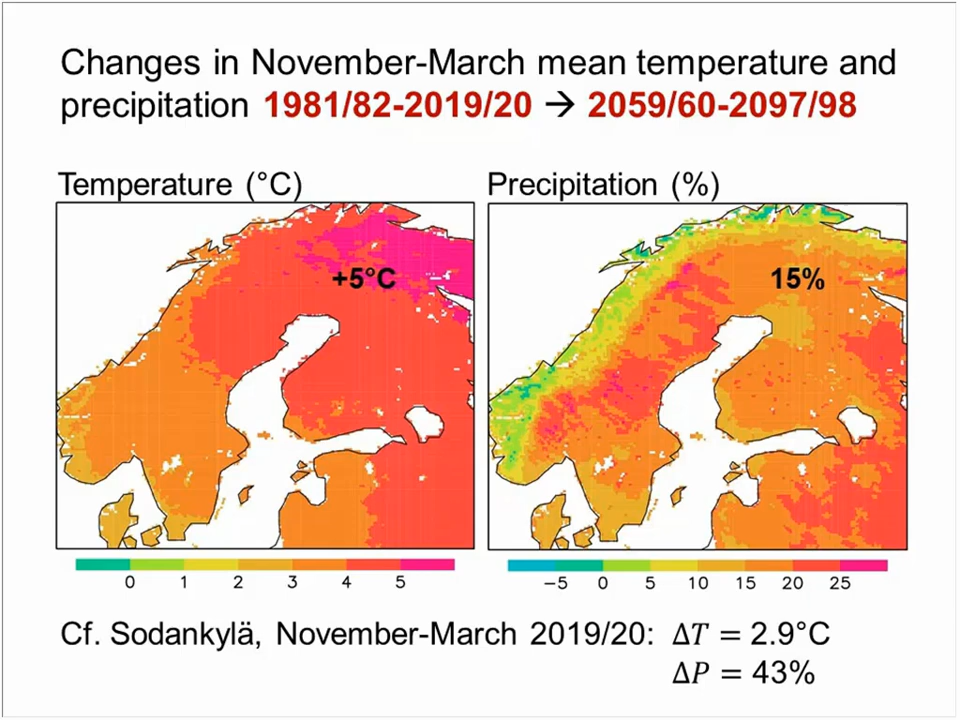 Changes in November-March mean temperature and
precipitation 1981/82-2019/20 → 2059/60-2097/98
Temperature (°C)
Precipitation (%)
+5°C
15%
0 1 2 3 4 5
−5 0 5 10 15 20 25
Cf. Sodankylä, November-March 2019/20: Δ𝑇 = 2.9°C
Δ𝑃 = 43%